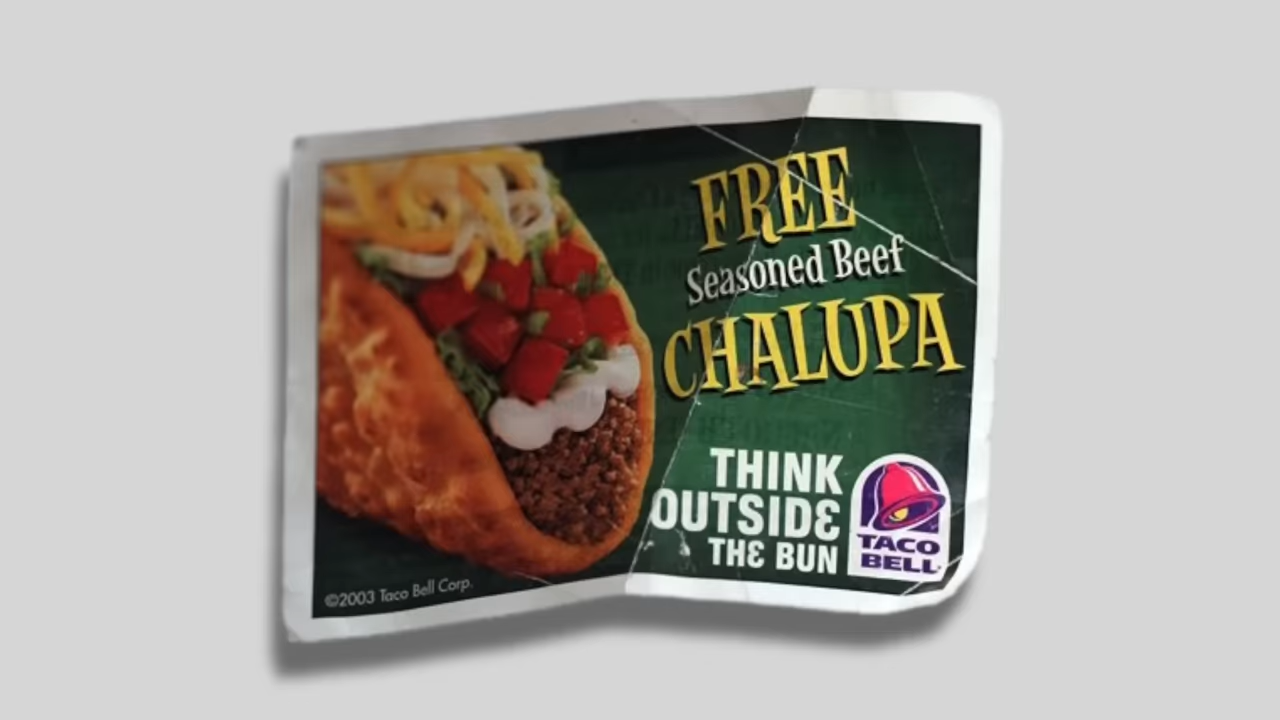 FREE
Seasoned Beef
CHALUPA
THINK
OUTSIDE
THE BUN
TACO
BELL
©2003 Taco Bell Corp.